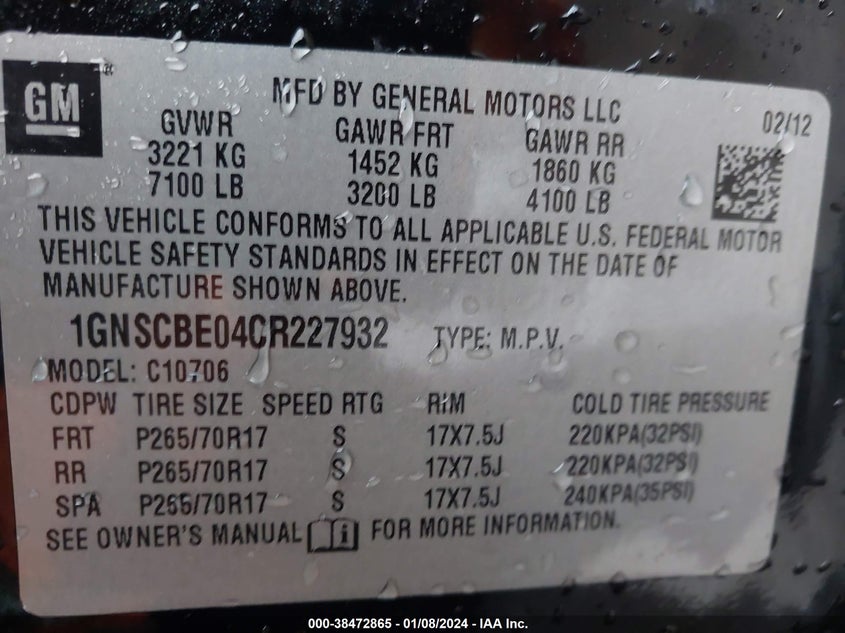 GM
MFD BY GENERAL MOTORS LLC
02/12
GVWR GAWR FRT GAWR RR
3221 KG 1452 KG 1860 KG
7100 LB 3200 LB 4100 LB
THIS VEHICLE CONFORMS TO ALL APPLICABLE U.S. FEDERAL MOTOR
VEHICLE SAFETY STANDARDS IN EFFECT ON THE DATE OF
MANUFACTURE SHOWN ABOVE.
1GNSCBE04CR227932 TYPE: M.P.V.
MODEL: C10706
CDPW TIRE SIZE SPEED RTG RIM COLD TIRE PRESSURE
FRT P265/70R17 S 17X7.5J 220KPA(32PSI)
RR P265/70R17 S 17X7.5J 220KPA(32PSI)
SPA P265/70R17 S 17X7.5J 240KPA(35PSI)
SEE OWNER'S MANUAL i FOR MORE INFORMATION.
000-38472865 - 01/08/2024 - IAA Inc.